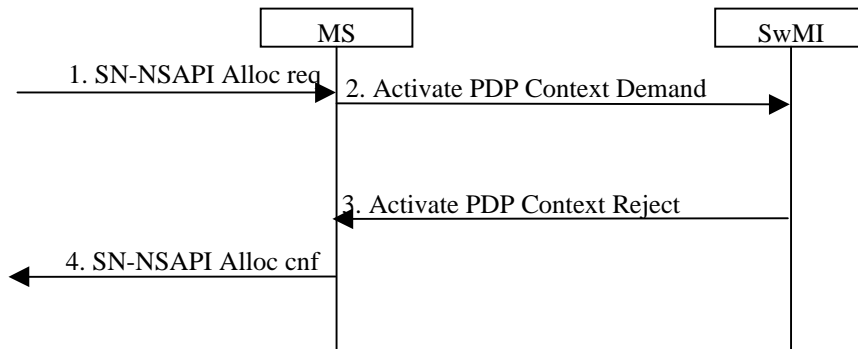 MS
SwMI
1. SN-NSAPI Alloc req
2. Activate PDP Context Demand
3. Activate PDP Context Reject
4. SN-NSAPI Alloc cnf